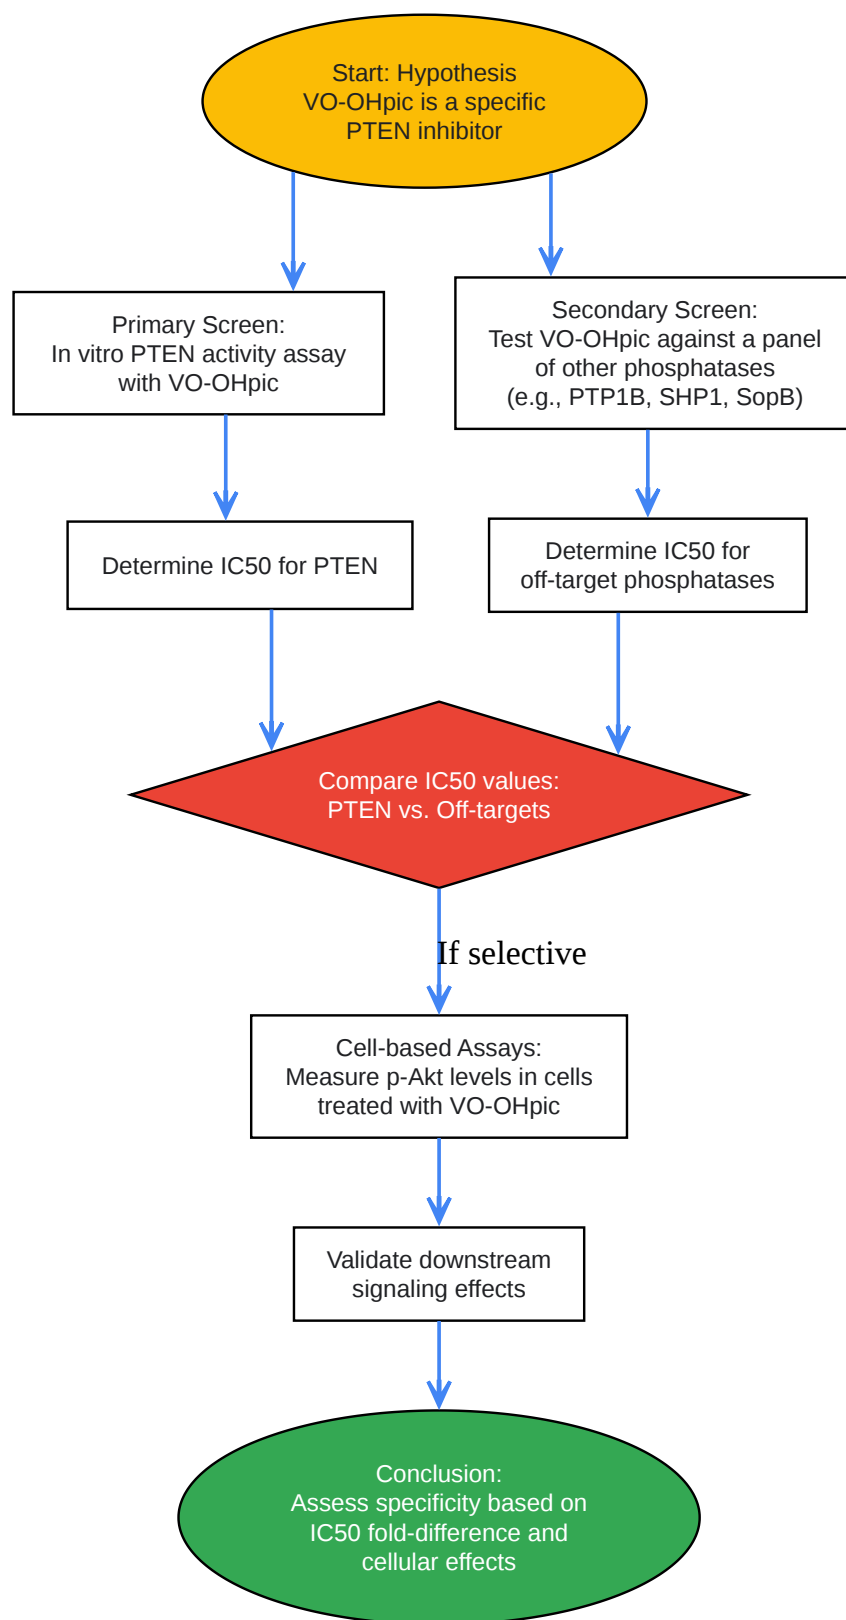 Start: Hypothesis
VO-OHpic is a specific
PTEN inhibitor
Primary Screen:
In vitro PTEN activity assay
with VO-OHpic
Secondary Screen:
Test VO-OHpic against a panel
of other phosphatases
(e.g., PTP1B, SHP1, SopB)
Determine IC50 for PTEN
Determine IC50 for
off-target phosphatases
Compare IC50 values:
PTEN vs. Off-targets
If selective
Cell-based Assays:
Measure p-Akt levels in cells
treated with VO-OHpic
Validate downstream
signaling effects
Conclusion:
Assess specificity based on
IC50 fold-difference and
cellular effects